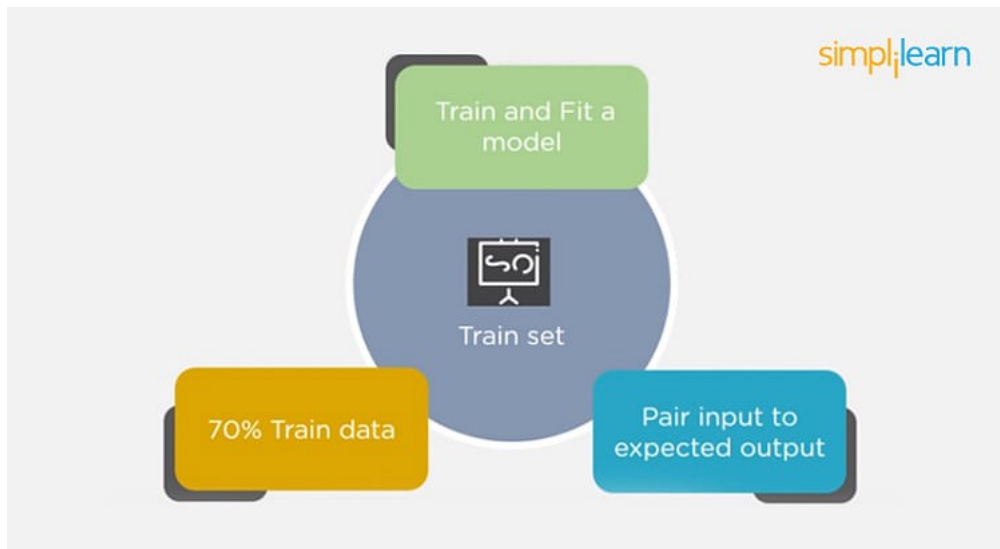 simplilearn
Train and Fit a
model
Train set
70% Train data
Pair input to
expected output